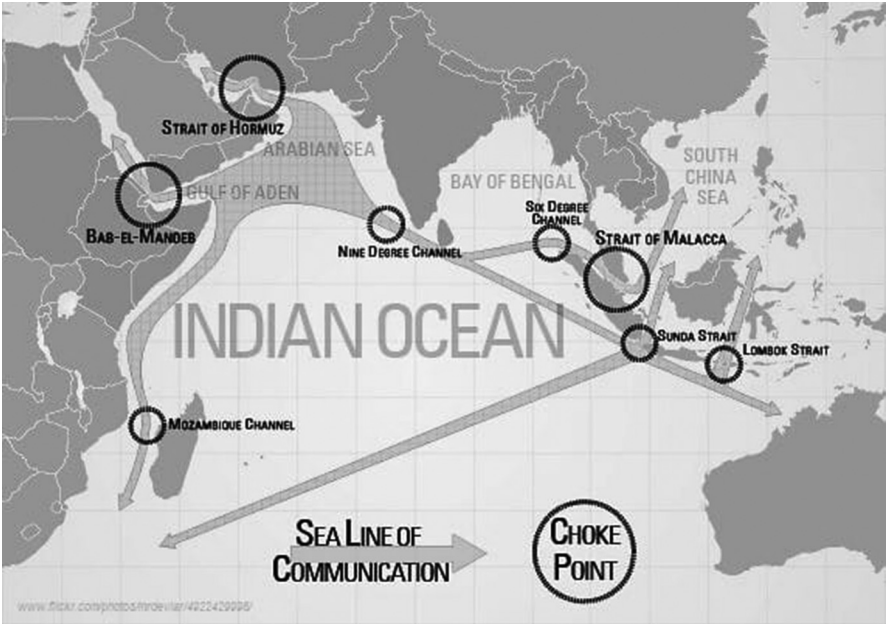 STRAIT OF HORMUZ
ARABIAN SEA
GULF OF ADEN
BAB-EL-MANDEB
NINE DEGREE CHANNEL
BAY OF BENGAL
SIX DEGREE
CHANNEL
SOUTH
CHINA
SEA
STRAIT OF MALACCA
INDIAN OCEAN
SUNDA STRAIT
LOMBOK STRAIT
MOZAMBIQUE CHANNEL
SEA LINE OF
COMMUNICATION
CHOKE
POINT
www.flickr.com/photos/mrdevlar/4922429996/